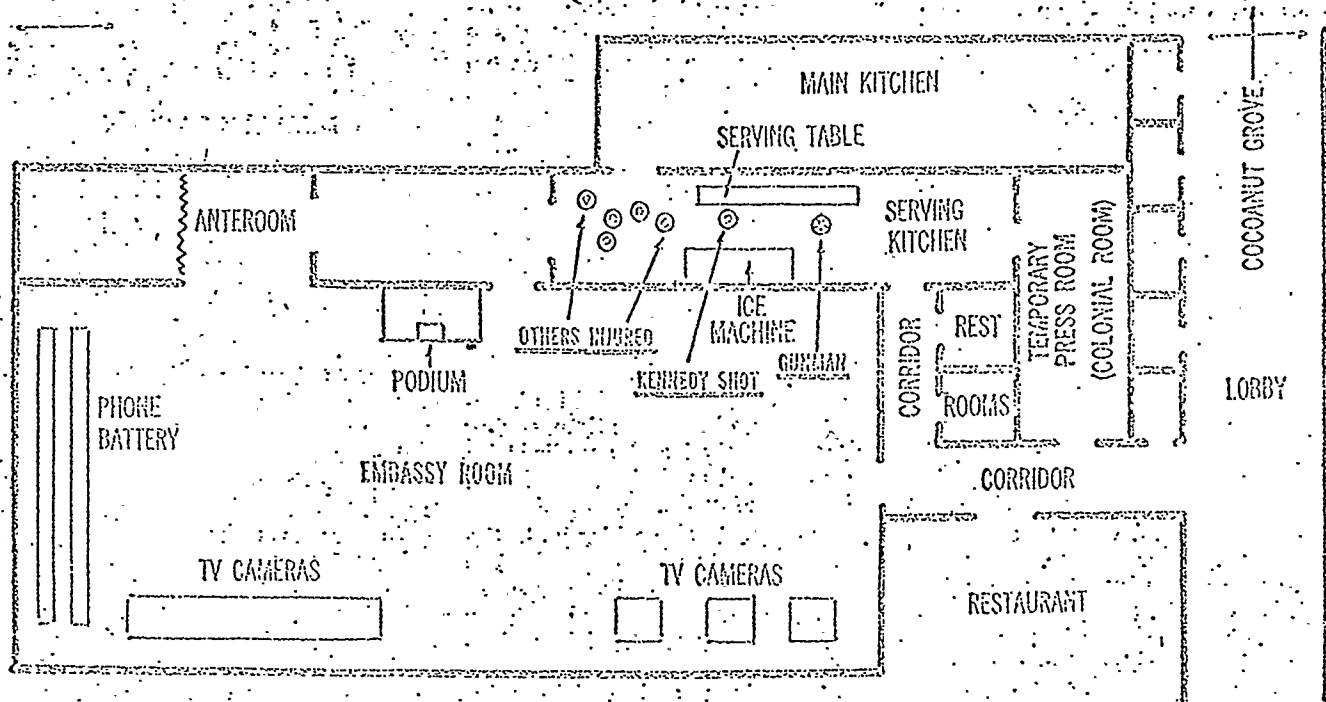 MAIN KITCHEN
SERVING TABLE
COCOANUT GROVE
ANTEROOM
SERVING
KITCHEN
TEMPORARY
PRESS ROOM
(COLONIAL ROOM)
OTHERS INJURED
ICE
MACHINE
GUNMAN
KENNEDY SHOT
PODIUM
CORRIDOR
REST
ROOMS
LOBBY
PHONE
BATTERY
EMBASSY ROOM
CORRIDOR
TV CAMERAS
TV CAMERAS
RESTAURANT